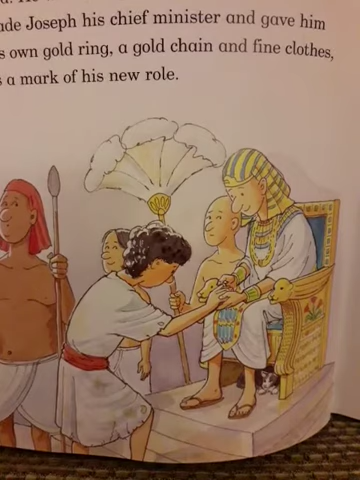 Joseph his chief minister and gave him
own gold ring, a gold chain and fine clothes,
a mark of his new role.